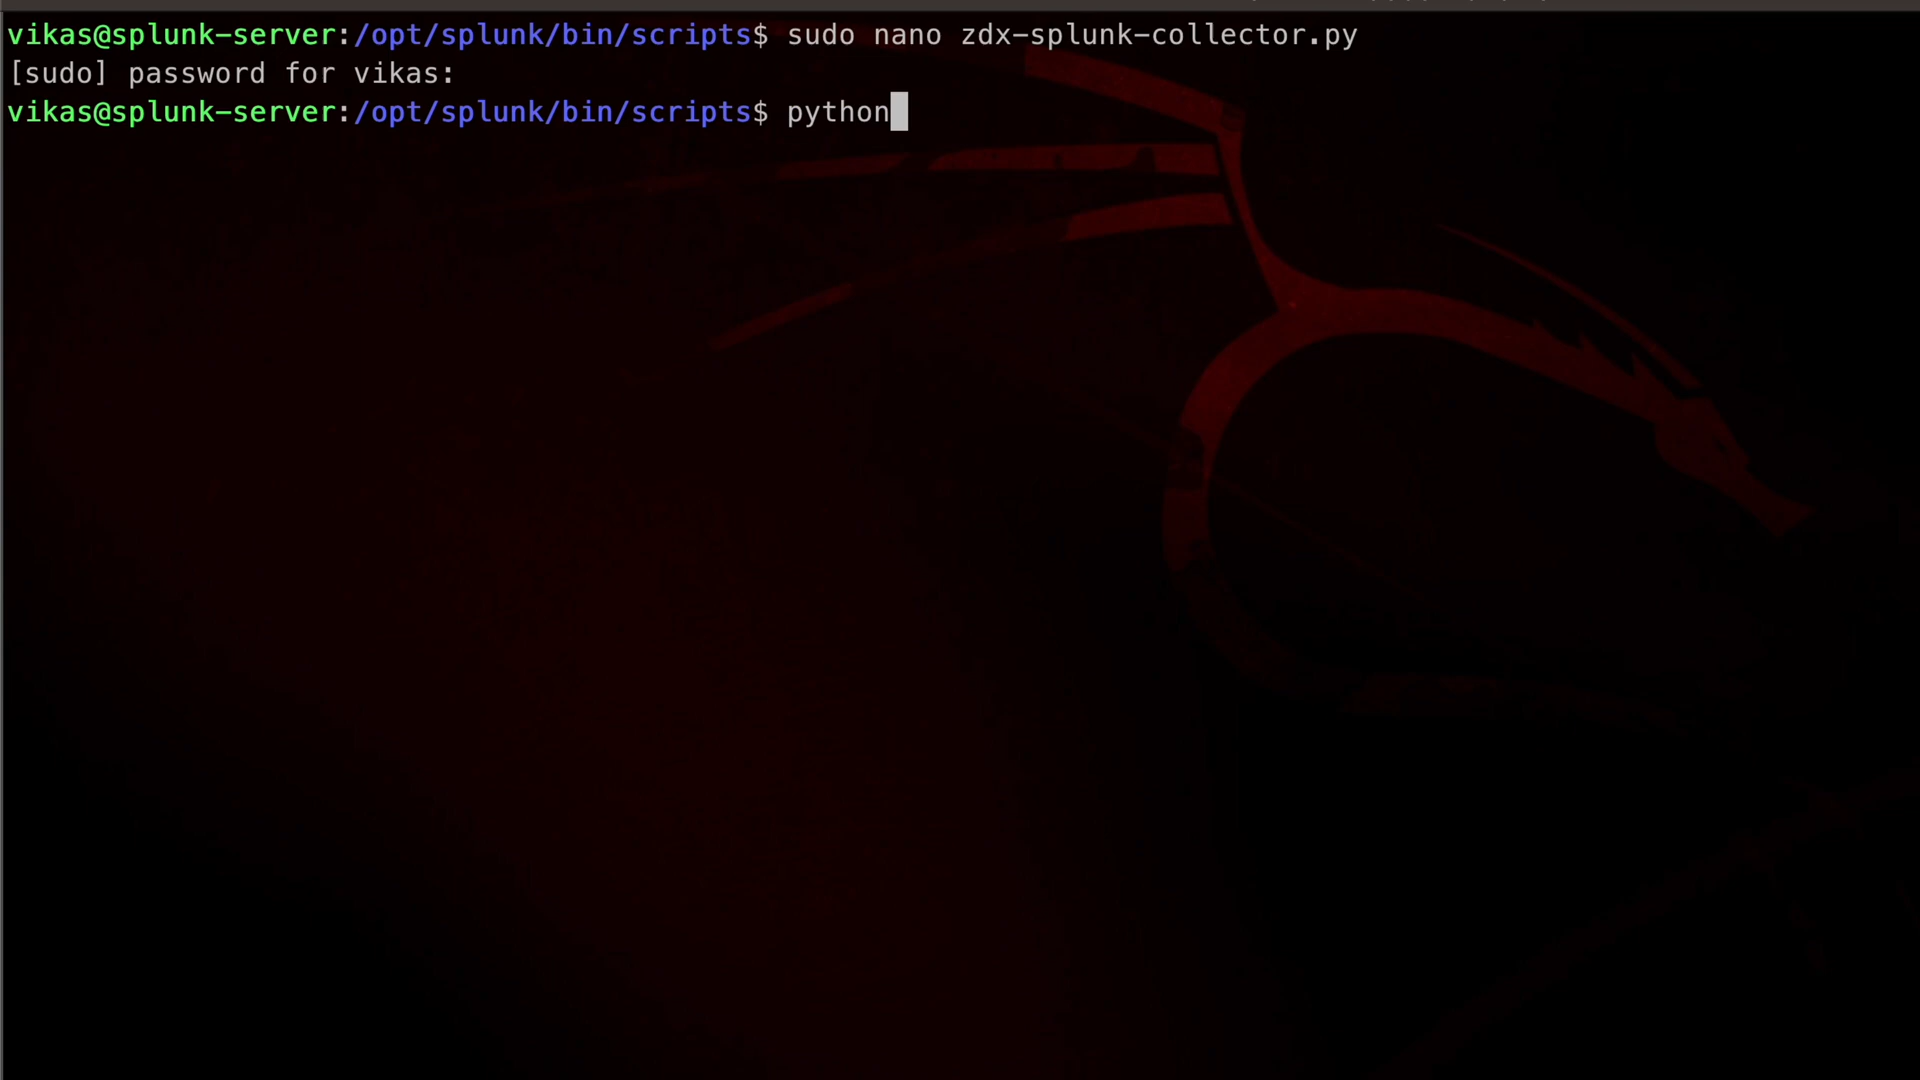 vikas@splunk-server:/opt/splunk/bin/scripts$ sudo nano zdx-splunk-collector.py
[sudo] password for vikas:
vikas@splunk-server:/opt/splunk/bin/scripts$ python